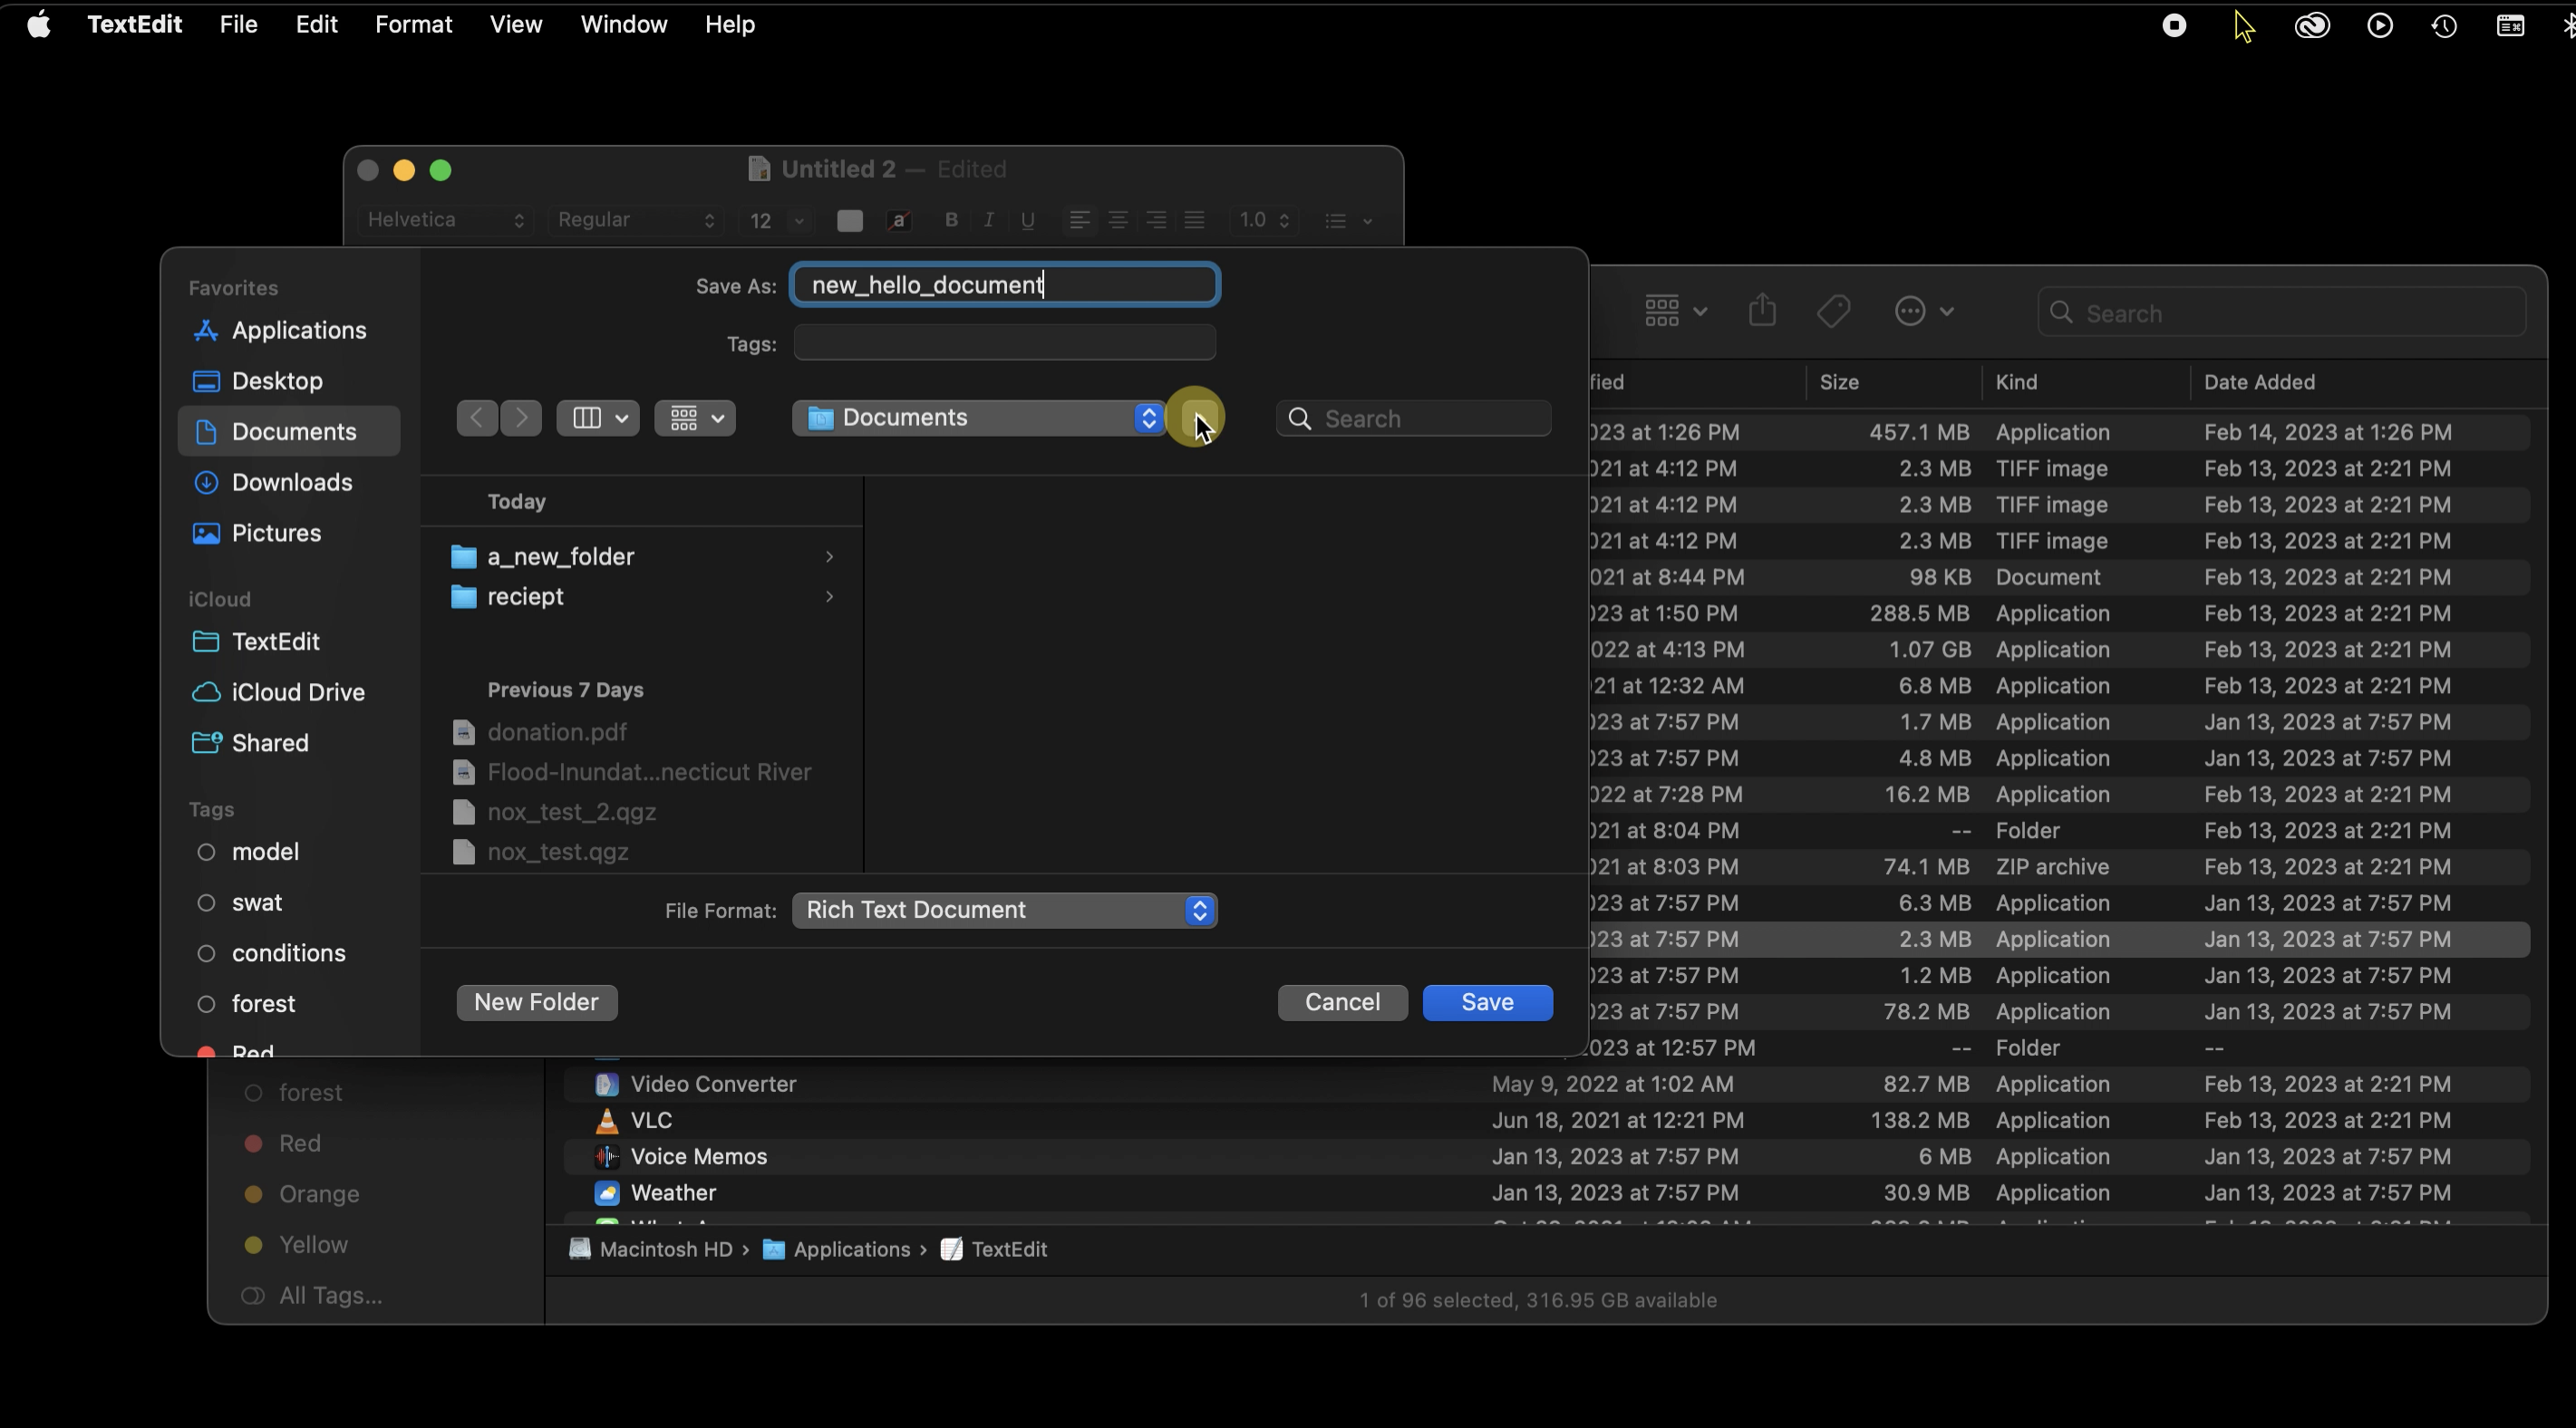 TextEdit File Edit Format View Window Help
Untitled 2 — Edited
Helvetica Regular 12 a B I U 1.0
Save As: new_hello_document
Tags:
Documents Search
Favorites
Applications
Desktop
Documents
Downloads
Pictures
iCloud
TextEdit
iCloud Drive
Shared
Tags
model
swat
conditions
forest
Red
Today
a_new_folder
reciept
Previous 7 Days
donation.pdf
Flood-Inundat...necticut River
nox_test_2.qgz
nox_test.qgz
File Format: Rich Text Document
New Folder Cancel Save
Search
fied Size Kind Date Added
023 at 1:26 PM 457.1 MB Application Feb 14, 2023 at 1:26 PM
021 at 4:12 PM 2.3 MB TIFF image Feb 13, 2023 at 2:21 PM
021 at 4:12 PM 2.3 MB TIFF image Feb 13, 2023 at 2:21 PM
021 at 4:12 PM 2.3 MB TIFF image Feb 13, 2023 at 2:21 PM
021 at 8:44 PM 98 KB Document Feb 13, 2023 at 2:21 PM
023 at 1:50 PM 288.5 MB Application Feb 13, 2023 at 2:21 PM
022 at 4:13 PM 1.07 GB Application Feb 13, 2023 at 2:21 PM
21 at 12:32 AM 6.8 MB Application Feb 13, 2023 at 2:21 PM
023 at 7:57 PM 1.7 MB Application Jan 13, 2023 at 7:57 PM
023 at 7:57 PM 4.8 MB Application Jan 13, 2023 at 7:57 PM
022 at 7:28 PM 16.2 MB Application Feb 13, 2023 at 2:21 PM
021 at 8:04 PM -- Folder Feb 13, 2023 at 2:21 PM
021 at 8:03 PM 74.1 MB ZIP archive Feb 13, 2023 at 2:21 PM
023 at 7:57 PM 6.3 MB Application Jan 13, 2023 at 7:57 PM
023 at 7:57 PM 2.3 MB Application Jan 13, 2023 at 7:57 PM
023 at 7:57 PM 1.2 MB Application Jan 13, 2023 at 7:57 PM
023 at 7:57 PM 78.2 MB Application Jan 13, 2023 at 7:57 PM
2023 at 12:57 PM -- Folder --
Video Converter May 9, 2022 at 1:02 AM 82.7 MB Application Feb 13, 2023 at 2:21 PM
VLC Jun 18, 2021 at 12:21 PM 138.2 MB Application Feb 13, 2023 at 2:21 PM
Voice Memos Jan 13, 2023 at 7:57 PM 6 MB Application Jan 13, 2023 at 7:57 PM
Weather Jan 13, 2023 at 7:57 PM 30.9 MB Application Jan 13, 2023 at 7:57 PM
forest
Red
Orange
Yellow
All Tags...
Macintosh HD › Applications › TextEdit
1 of 96 selected, 316.95 GB available